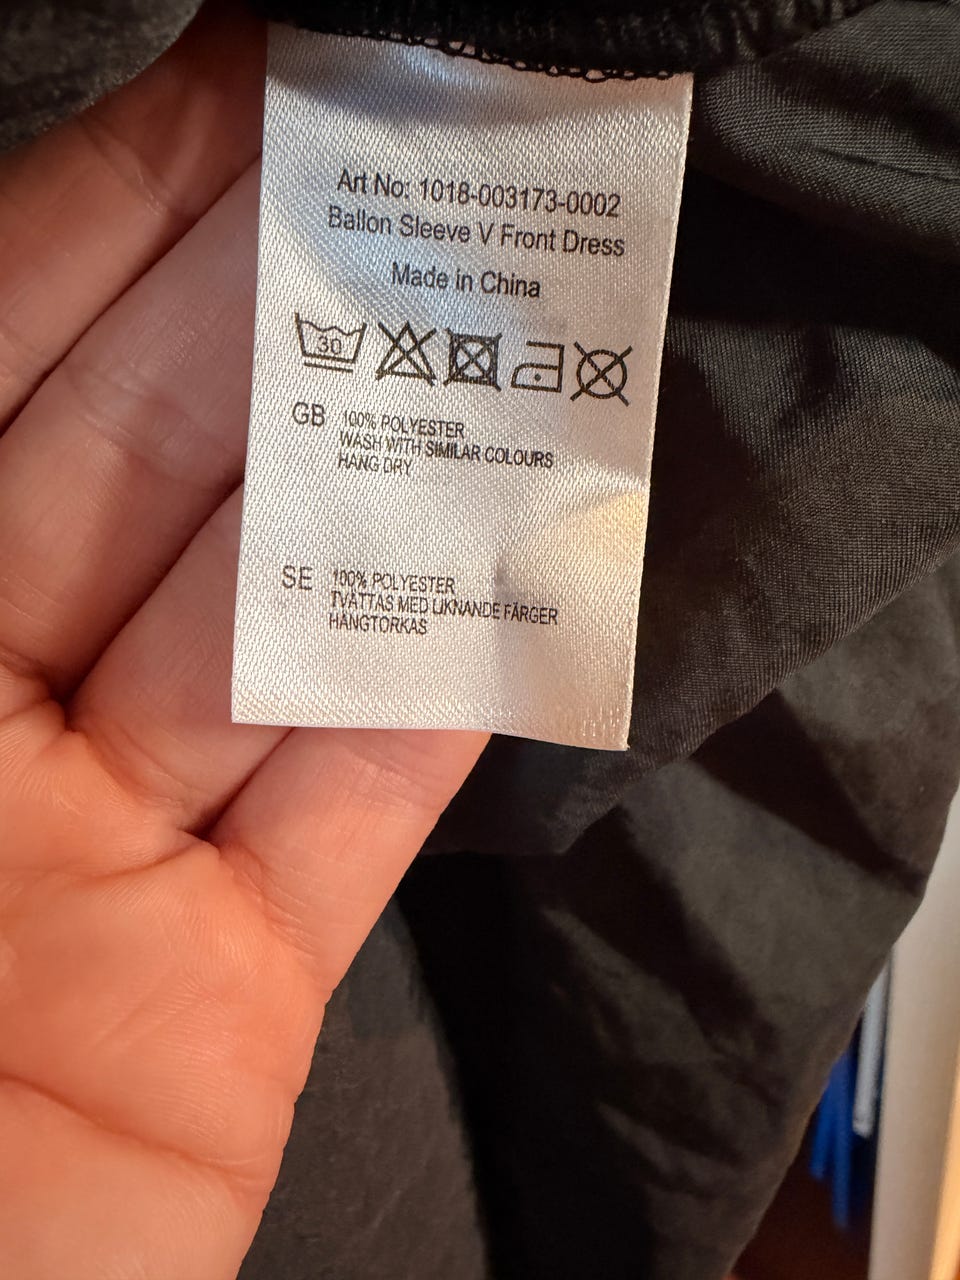 Art No: 1018-003173-0002
Ballon Sleeve V Front Dress
Made in China
30
GB 100% POLYESTER
WASH WITH SIMILAR COLOURS
HANG DRY
SE 100% POLYESTER
TVÄTTAS MED LIKNANDE FÄRGER
HÄNGTORKAS